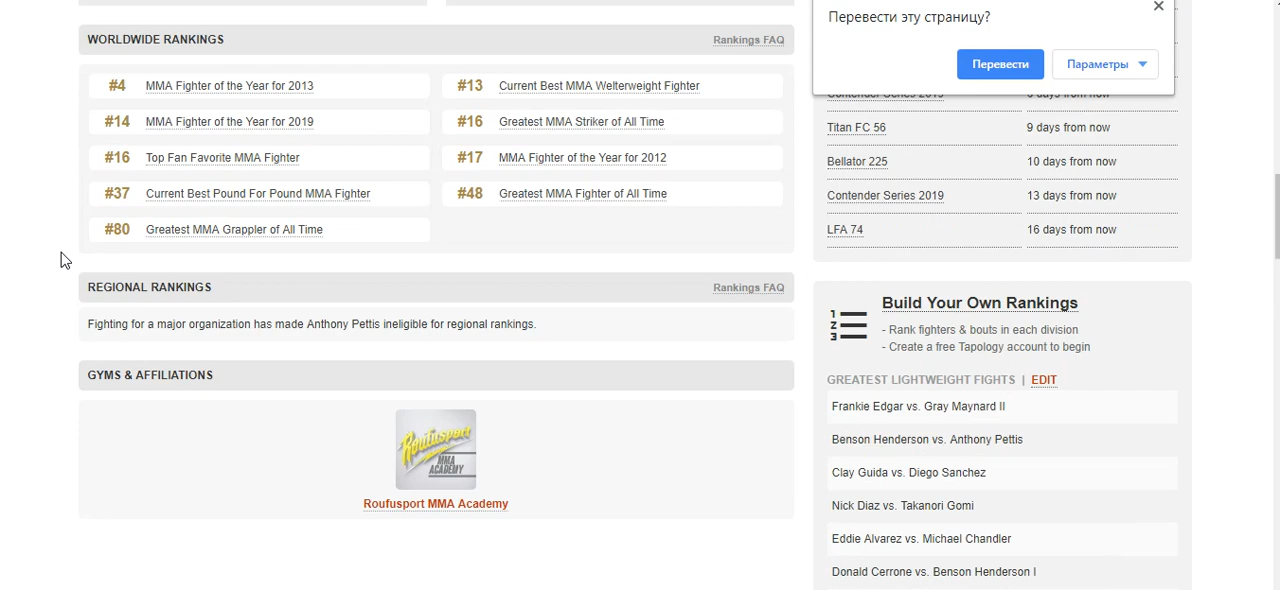 WORLDWIDE RANKINGS
Rankings FAQ
#4 MMA Fighter of the Year for 2013
#13 Current Best MMA Welterweight Fighter
#14 MMA Fighter of the Year for 2019
#16 Greatest MMA Striker of All Time
#16 Top Fan Favorite MMA Fighter
#17 MMA Fighter of the Year for 2012
#37 Current Best Pound For Pound MMA Fighter
#48 Greatest MMA Fighter of All Time
#80 Greatest MMA Grappler of All Time
REGIONAL RANKINGS
Rankings FAQ
Fighting for a major organization has made Anthony Pettis ineligible for regional rankings.
GYMS & AFFILIATIONS
Roufusport
MMA
ACADEMY
Roufusport MMA Academy
Перевести эту страницу?
Перевести
Параметры
Contender Series 2019
days from now
Titan FC 56
9 days from now
Bellator 225
10 days from now
Contender Series 2019
13 days from now
LFA 74
16 days from now
1
2
3
Build Your Own Rankings
- Rank fighters & bouts in each division
- Create a free Tapology account to begin
GREATEST LIGHTWEIGHT FIGHTS | EDIT
Frankie Edgar vs. Gray Maynard II
Benson Henderson vs. Anthony Pettis
Clay Guida vs. Diego Sanchez
Nick Diaz vs. Takanori Gomi
Eddie Alvarez vs. Michael Chandler
Donald Cerrone vs. Benson Henderson I